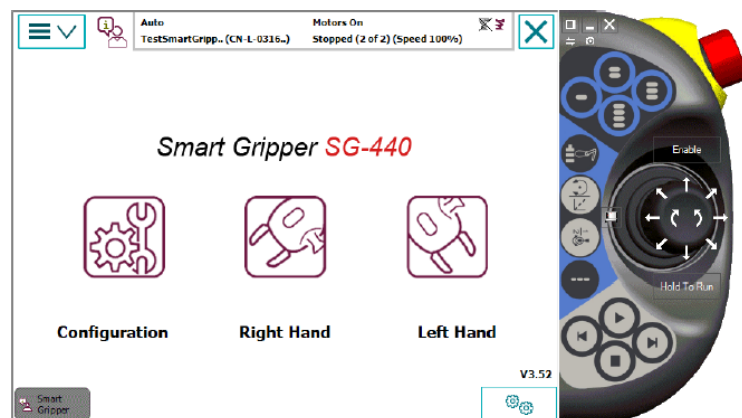 Auto
TestSmartGripp.. (CN-L-0316..)
Motors On
Stopped (2 of 2) (Speed 100%)
Smart Gripper SG-440
Enable
Hold To Run
Configuration
Right Hand
Left Hand
V3.52
Smart
Gripper